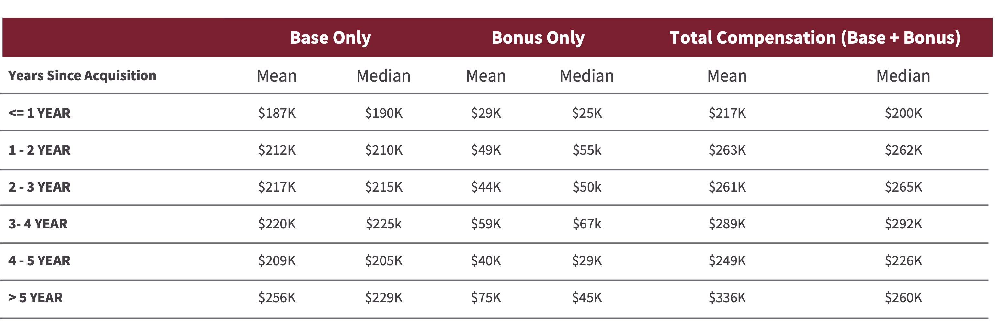 Base Only Bonus Only Total Compensation (Base + Bonus)
Years Since Acquisition Mean Median Mean Median Mean Median
<= 1 YEAR $187K $190K $29K $25K $217K $200K
1 - 2 YEAR $212K $210K $49K $55k $263K $262K
2 - 3 YEAR $217K $215K $44K $50k $261K $265K
3- 4 YEAR $220K $225k $59K $67k $289K $292K
4 - 5 YEAR $209K $205K $40K $29K $249K $226K
> 5 YEAR $256K $229K $75K $45K $336K $260K